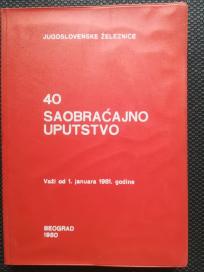 JUGOSLOVENSKE ŽELEZNICE
40
SAOBRAĆAJNO
UPUTSTVO
Važi od 1. januara 1981. godine
BEOGRAD
1980